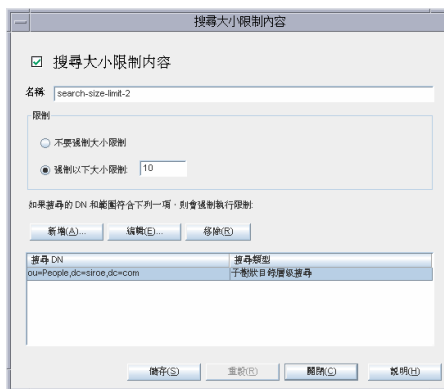 搜尋大小限制內容
搜尋大小限制內容
名稱: search-size-limit-2
限制
不要強制大小限制
強制以下大小限制: 10
如果搜尋的 DN 和範圍符合下列一項，則會強制執行限制:
新增(A)... 編輯(E)... 移除(R)
搜尋 DN 搜尋類型
ou=People,dc=siroe,dc=com 子樹狀目錄層級搜尋
儲存(S) 重設(R) 關閉(C) 說明(H)